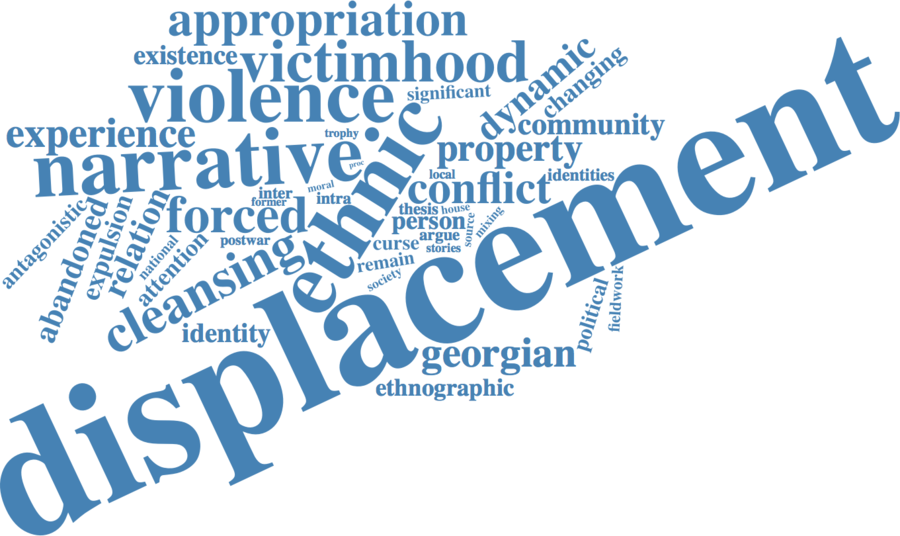 appropriation
existence
victimhood
violence
significant
dynamic
changing
experience
trophy
community
narrative
ethnic
property
proc
local
identities
moral
conflict
inter
intra
former
forced
thesis
house
person
source
mixing
antagonistic
abandoned
expulsion
relation
national
attention
postwar
curse
argue
stories
cleansing
remain
society
displacement
identity
political
fieldwork
georgian
ethnographic